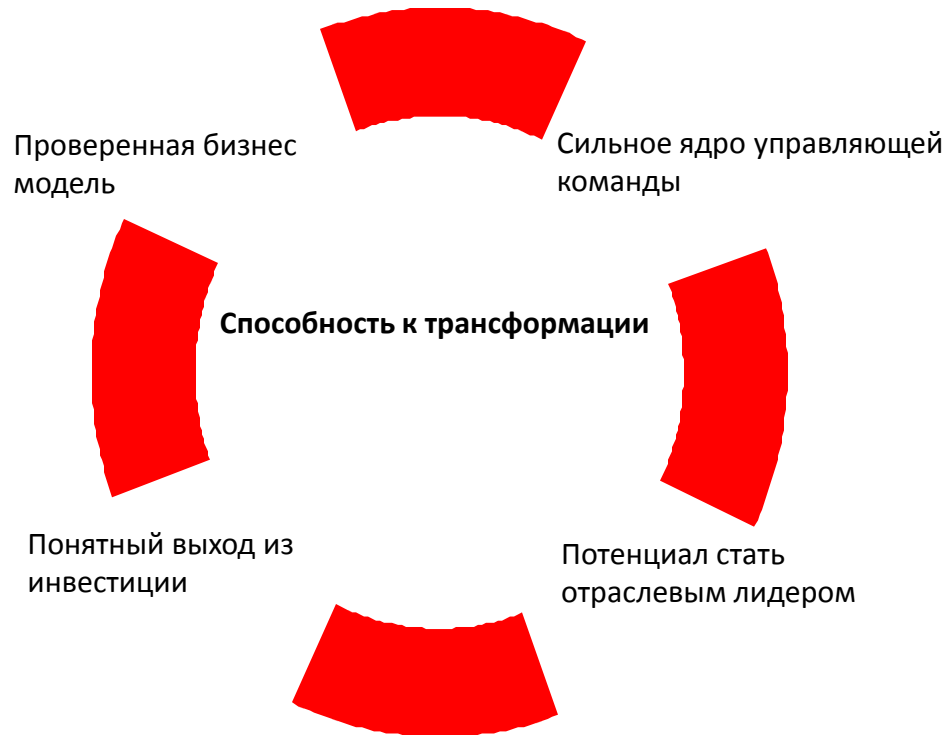 Проверенная бизнес
модель
Сильное ядро управляющей
команды
Способность к трансформации
Понятный выход из
инвестиции
Потенциал стать
отраслевым лидером